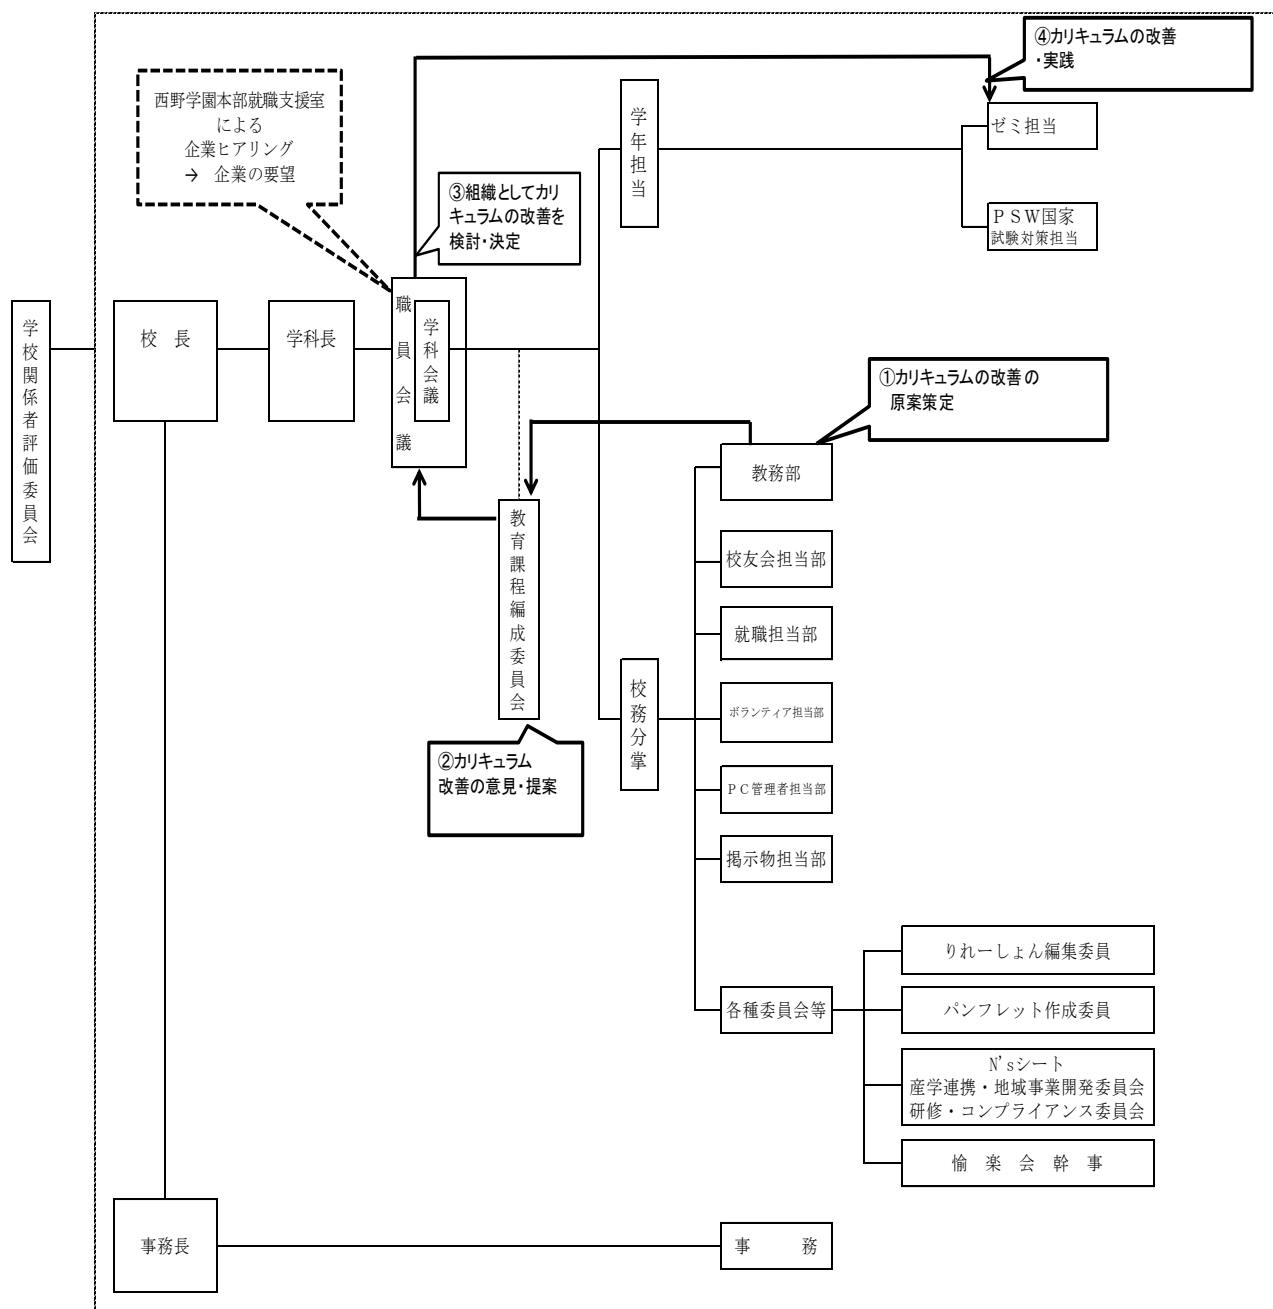 ④カリキュラムの改善
・実践
西野学園本部就職支援室
による
企業ヒアリング
→ 企業の要望
学年担当
ゼミ担当
③組織としてカリ
キュラムの改善を
検討・決定
PSW国家
試験対策担当
学校関係者評価委員会
校 長
学科長
職員会議
学科会議
①カリキュラムの改善の
原案策定
教務部
教育課程編成委員会
校友会担当部
就職担当部
校務分掌
ボランティア担当部
②カリキュラム
改善の意見・提案
PC管理者担当部
掲示物担当部
りれーしょん編集委員
各種委員会等
パンフレット作成委員
N'sシート
産学連携・地域事業開発委員会
研修・コンプライアンス委員会
愉 楽 会 幹 事
事務長
事 務